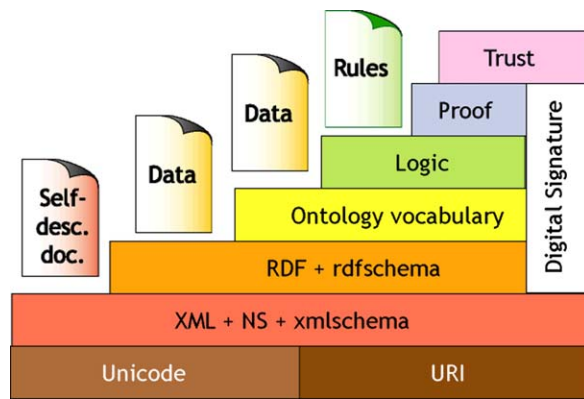 Trust
Rules
Proof
Data
Logic
Data
Self-
desc.
doc.
Ontology vocabulary
Digital Signature
RDF + rdfschema
XML + NS + xmlschema
Unicode
URI